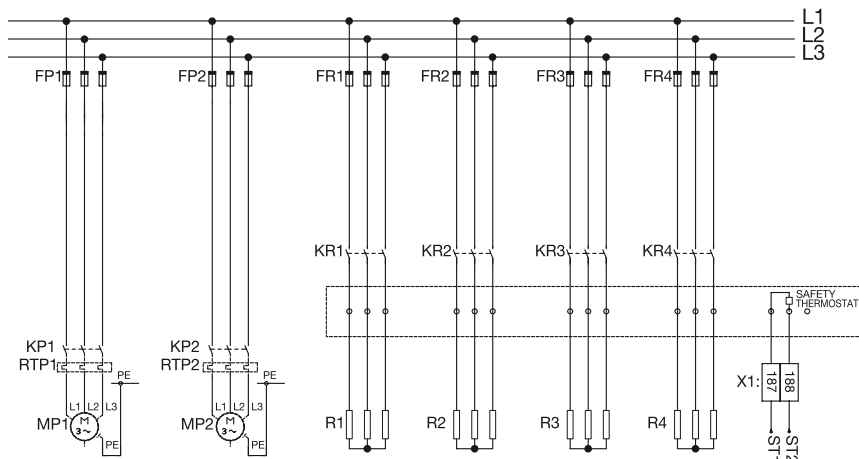 L1
L2
L3
FP1
FP2
FR1
FR2
FR3
FR4
KR1
KR2
KR3
KR4
SAFETY
THERMOSTAT
KP1
KP2
RTP1
RTP2
PE
PE
X1:
187
188
L1 L2 L3
L1 L2 L3
MP1
M
3~
MP2
M
3~
R1
R2
R3
R4
PE
PE
ST2